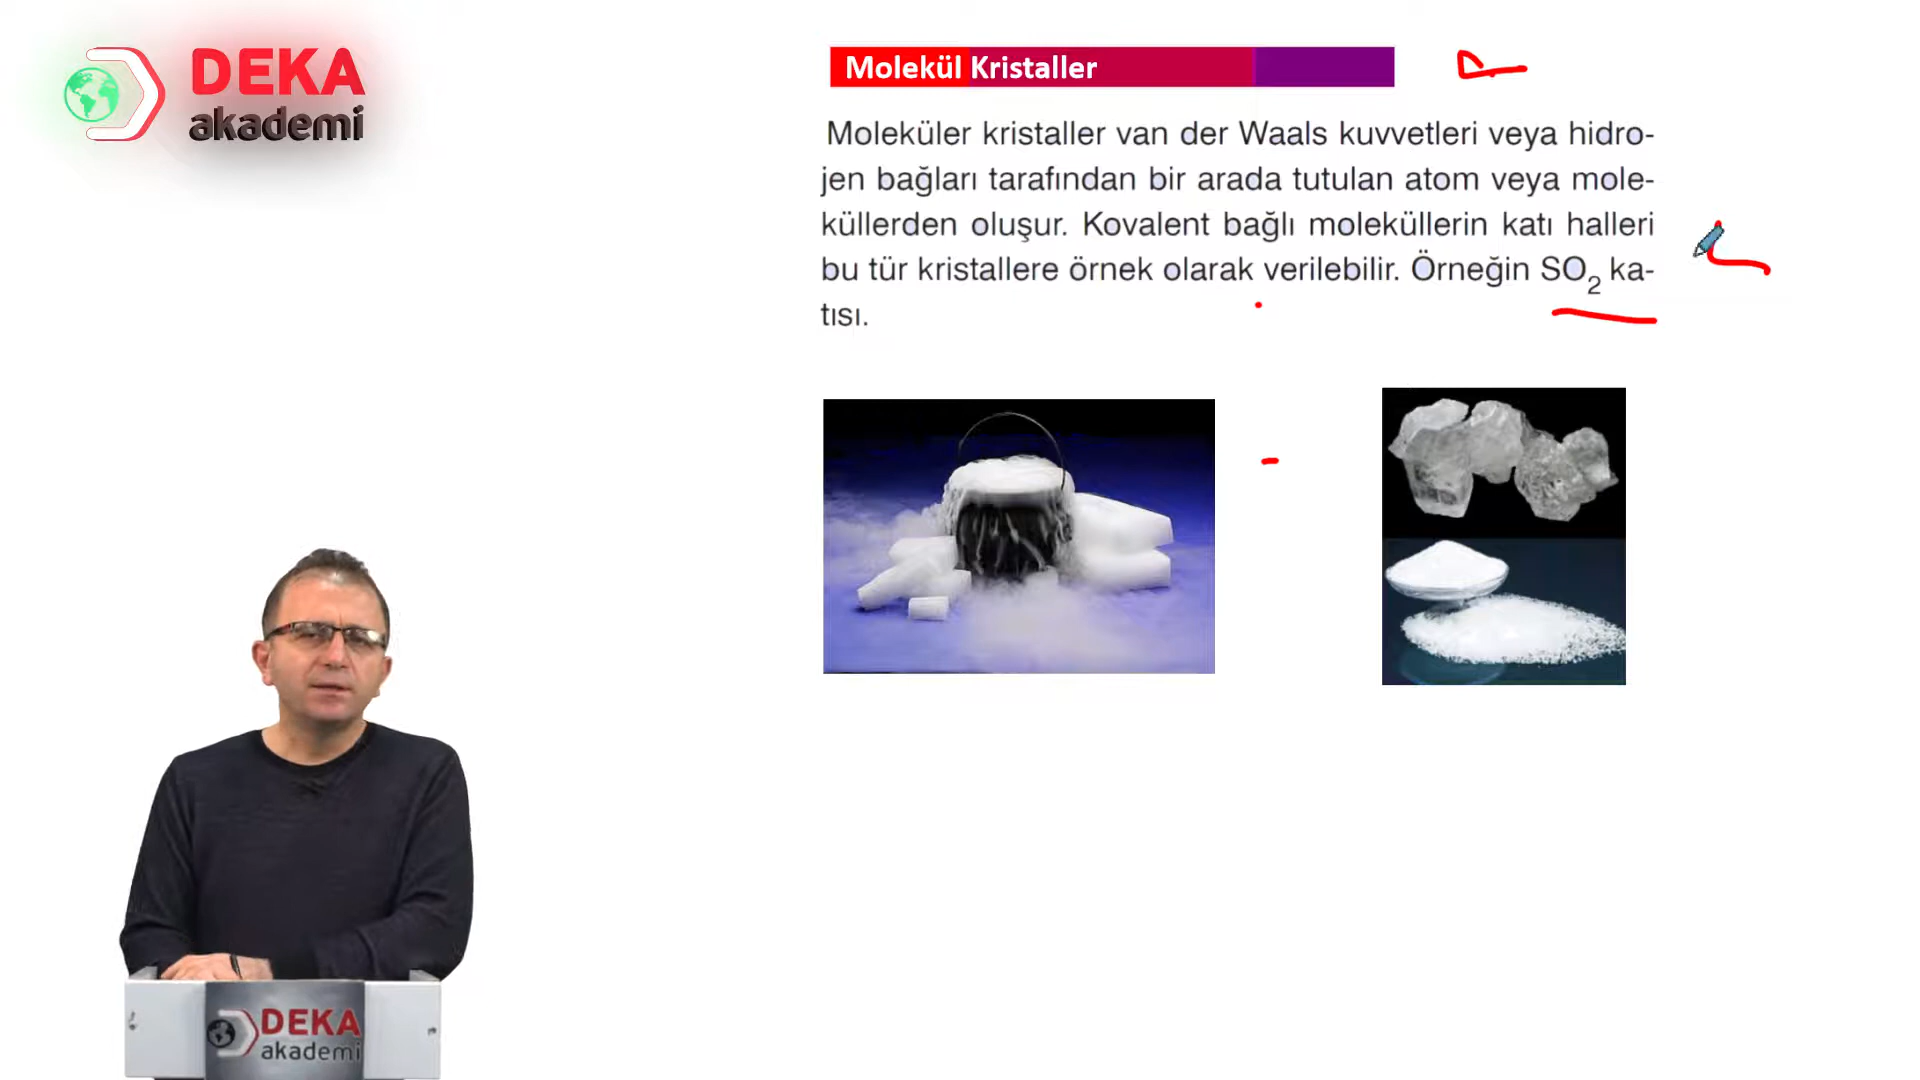 DEKA
akademi
Molekül Kristaller
Moleküler kristaller van der Waals kuvvetleri veya hidro-
jen bağları tarafından bir arada tutulan atom veya mole-
küllerden oluşur. Kovalent bağlı moleküllerin katı halleri
bu tür kristallere örnek olarak verilebilir. Örneğin SO₂ ka-
tısı.
DEKA
akademi